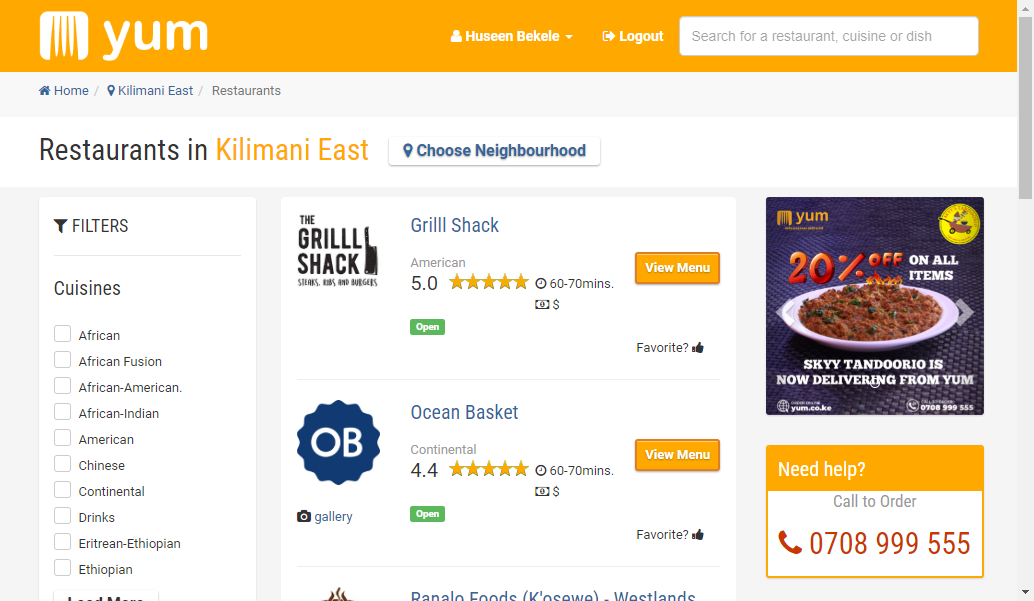 yum
Huseen Bekele
Logout
Search for a restaurant, cuisine or dish
Home / Kilimani East / Restaurants
Restaurants in Kilimani East
Choose Neighbourhood
FILTERS
Cuisines
African
African Fusion
African-American.
African-Indian
American
Chinese
Continental
Drinks
Eritrean-Ethiopian
Ethiopian
Load More
THE
GRILLL
SHACK
STEAKS, RIBS AND BURGERS
Grilll Shack
American
5.0
60-70mins.
$
Open
View Menu
Favorite?
OB
gallery
Ocean Basket
Continental
4.4
60-70mins.
$
Open
View Menu
Favorite?
Ranalo Foods (K'osewe) - Westlands
yum
20% OFF ON ALL
ITEMS
SKYY TANDOORIO IS
NOW DELIVERING FROM YUM
yum.co.ke
0708 999 555
Need help?
Call to Order
0708 999 555